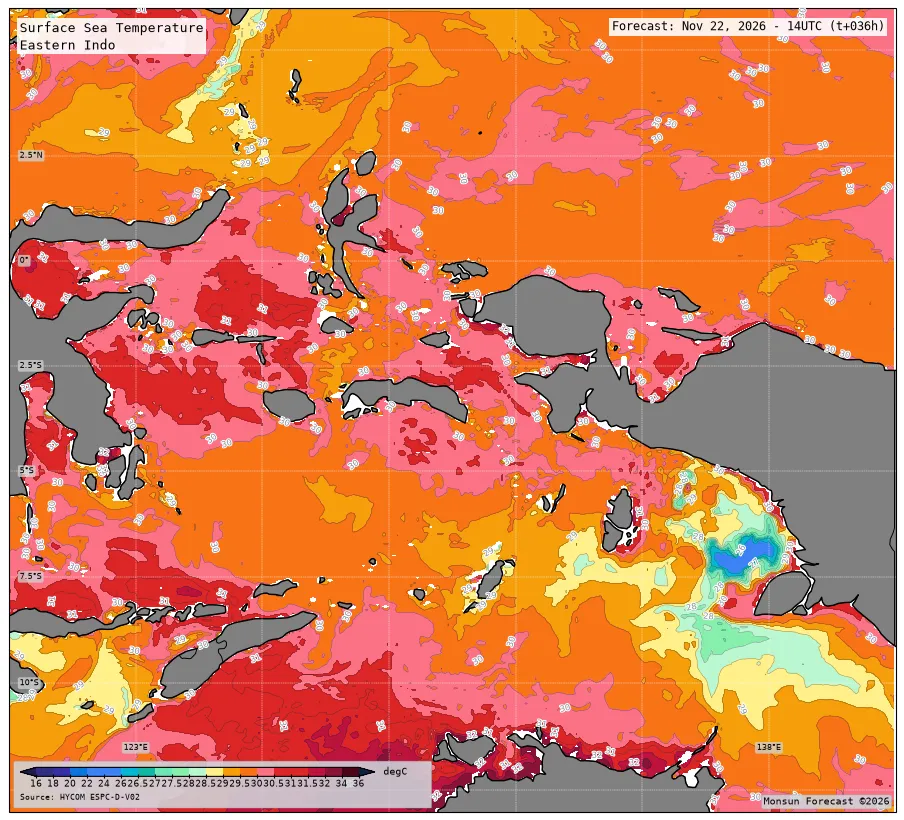 Surface Sea Temperature
Eastern Indo
Forecast: Nov 22, 2026 - 14UTC (t+036h)
2.5°N
0°
2.5°S
5°S
7.5°S
10°S
123°E
138°E
degC
16 18 20 22 24 26 26.5 27 27.5 28 28.5 29 29.5 30 30.5 31 31.5 32 34 36
Source: HYCOM ESPC-D-V02
Monsun Forecast ©2026